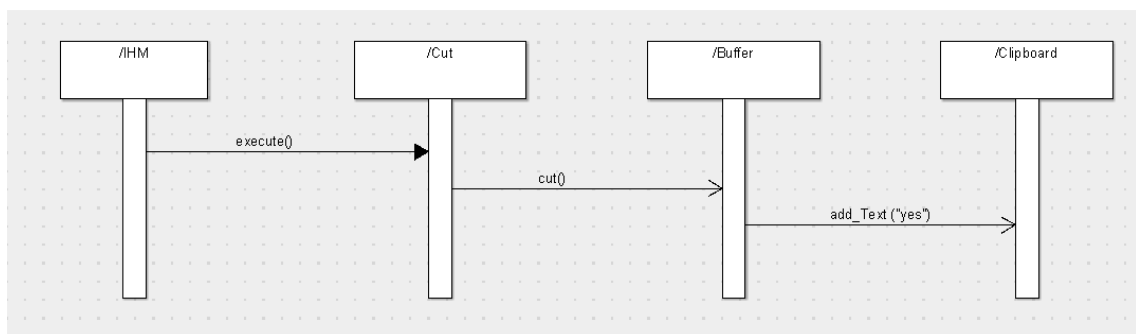 /IHM
/Cut
/Buffer
/Clipboard
execute()
cut()
add_Text ("yes")